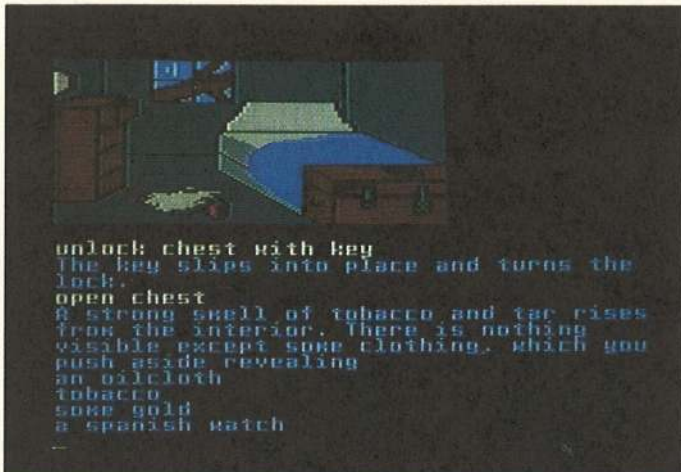 unlock chest with key
The key slips into place and turns the
lock.
open chest
A strong smell of tobacco and tar rises
from the interior. There is nothing
visible except some clothing, which you
push aside revealing
an oilcloth
tobacco
some gold
a spanish watch